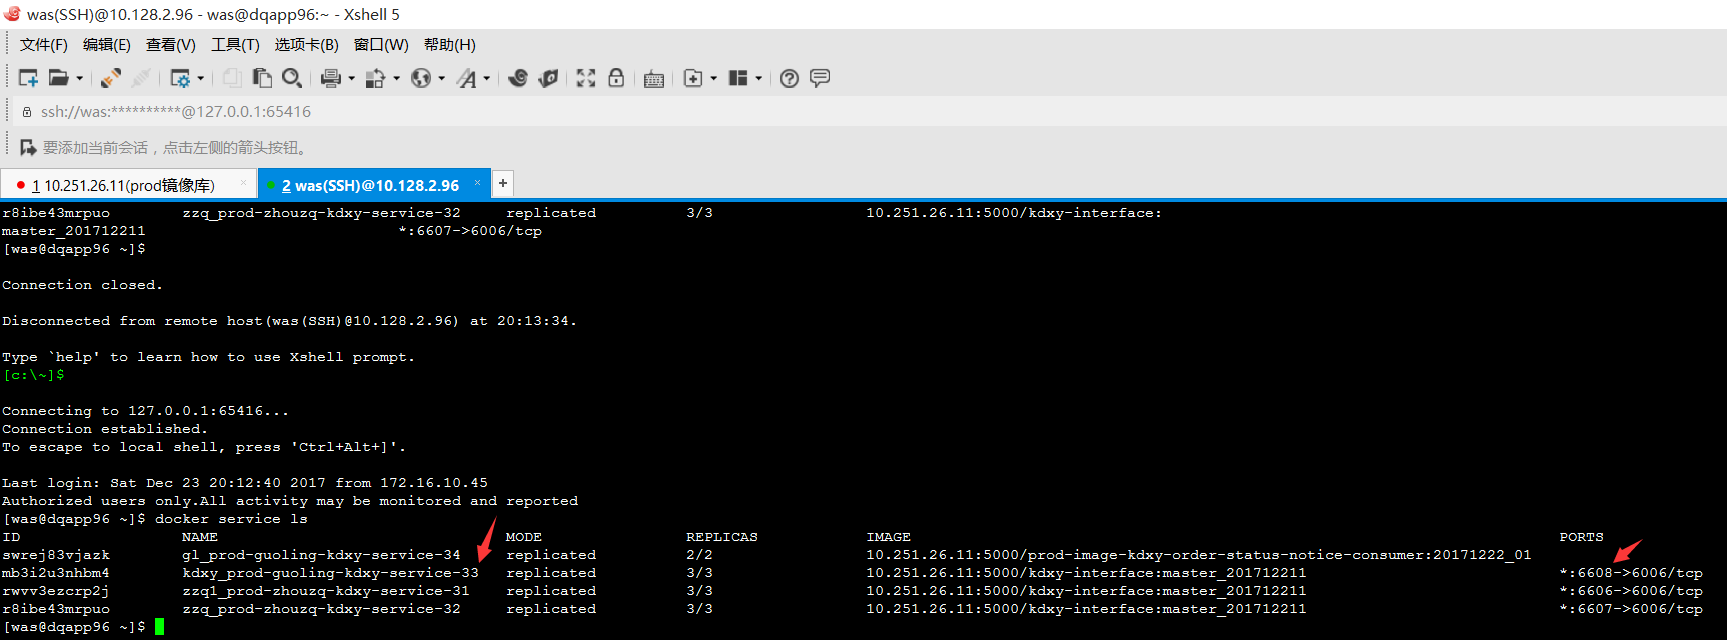 was(SSH)@10.128.2.96 - was@dqapp96:~ - Xshell 5
文件(F) 编辑(E) 查看(V) 工具(T) 选项卡(B) 窗口(W) 帮助(H)
ssh://was:**********@127.0.0.1:65416
要添加当前会话，点击左侧的箭头按钮。
1 10.251.26.11(prod镜像库) × 2 was(SSH)@10.128.2.96 × +
r8ibe43mrpuo zzq_prod-zhouzq-kdxy-service-32 replicated 3/3 10.251.26.11:5000/kdxy-interface:
master_201712211 *:6607->6006/tcp
[was@dqapp96 ~]$
Connection closed.
Disconnected from remote host(was(SSH)@10.128.2.96) at 20:13:34.
Type `help' to learn how to use Xshell prompt.
[c:\~]$
Connecting to 127.0.0.1:65416...
Connection established.
To escape to local shell, press 'Ctrl+Alt+]'.
Last login: Sat Dec 23 20:12:40 2017 from 172.16.10.45
Authorized users only.All activity may be monitored and reported
[was@dqapp96 ~]$ docker service ls
ID NAME MODE REPLICAS IMAGE PORTS
swrej83vjazk gl_prod-guoling-kdxy-service-34 replicated 2/2 10.251.26.11:5000/prod-image-kdxy-order-status-notice-consumer:20171222_01
mb3i2u3nhbm4 kdxy_prod-guoling-kdxy-service-33 replicated 3/3 10.251.26.11:5000/kdxy-interface:master_201712211 *:6608->6006/tcp
rwvv3ezcrp2j zzq1_prod-zhouzq-kdxy-service-31 replicated 3/3 10.251.26.11:5000/kdxy-interface:master_201712211 *:6606->6006/tcp
r8ibe43mrpuo zzq_prod-zhouzq-kdxy-service-32 replicated 3/3 10.251.26.11:5000/kdxy-interface:master_201712211 *:6607->6006/tcp
[was@dqapp96 ~]$